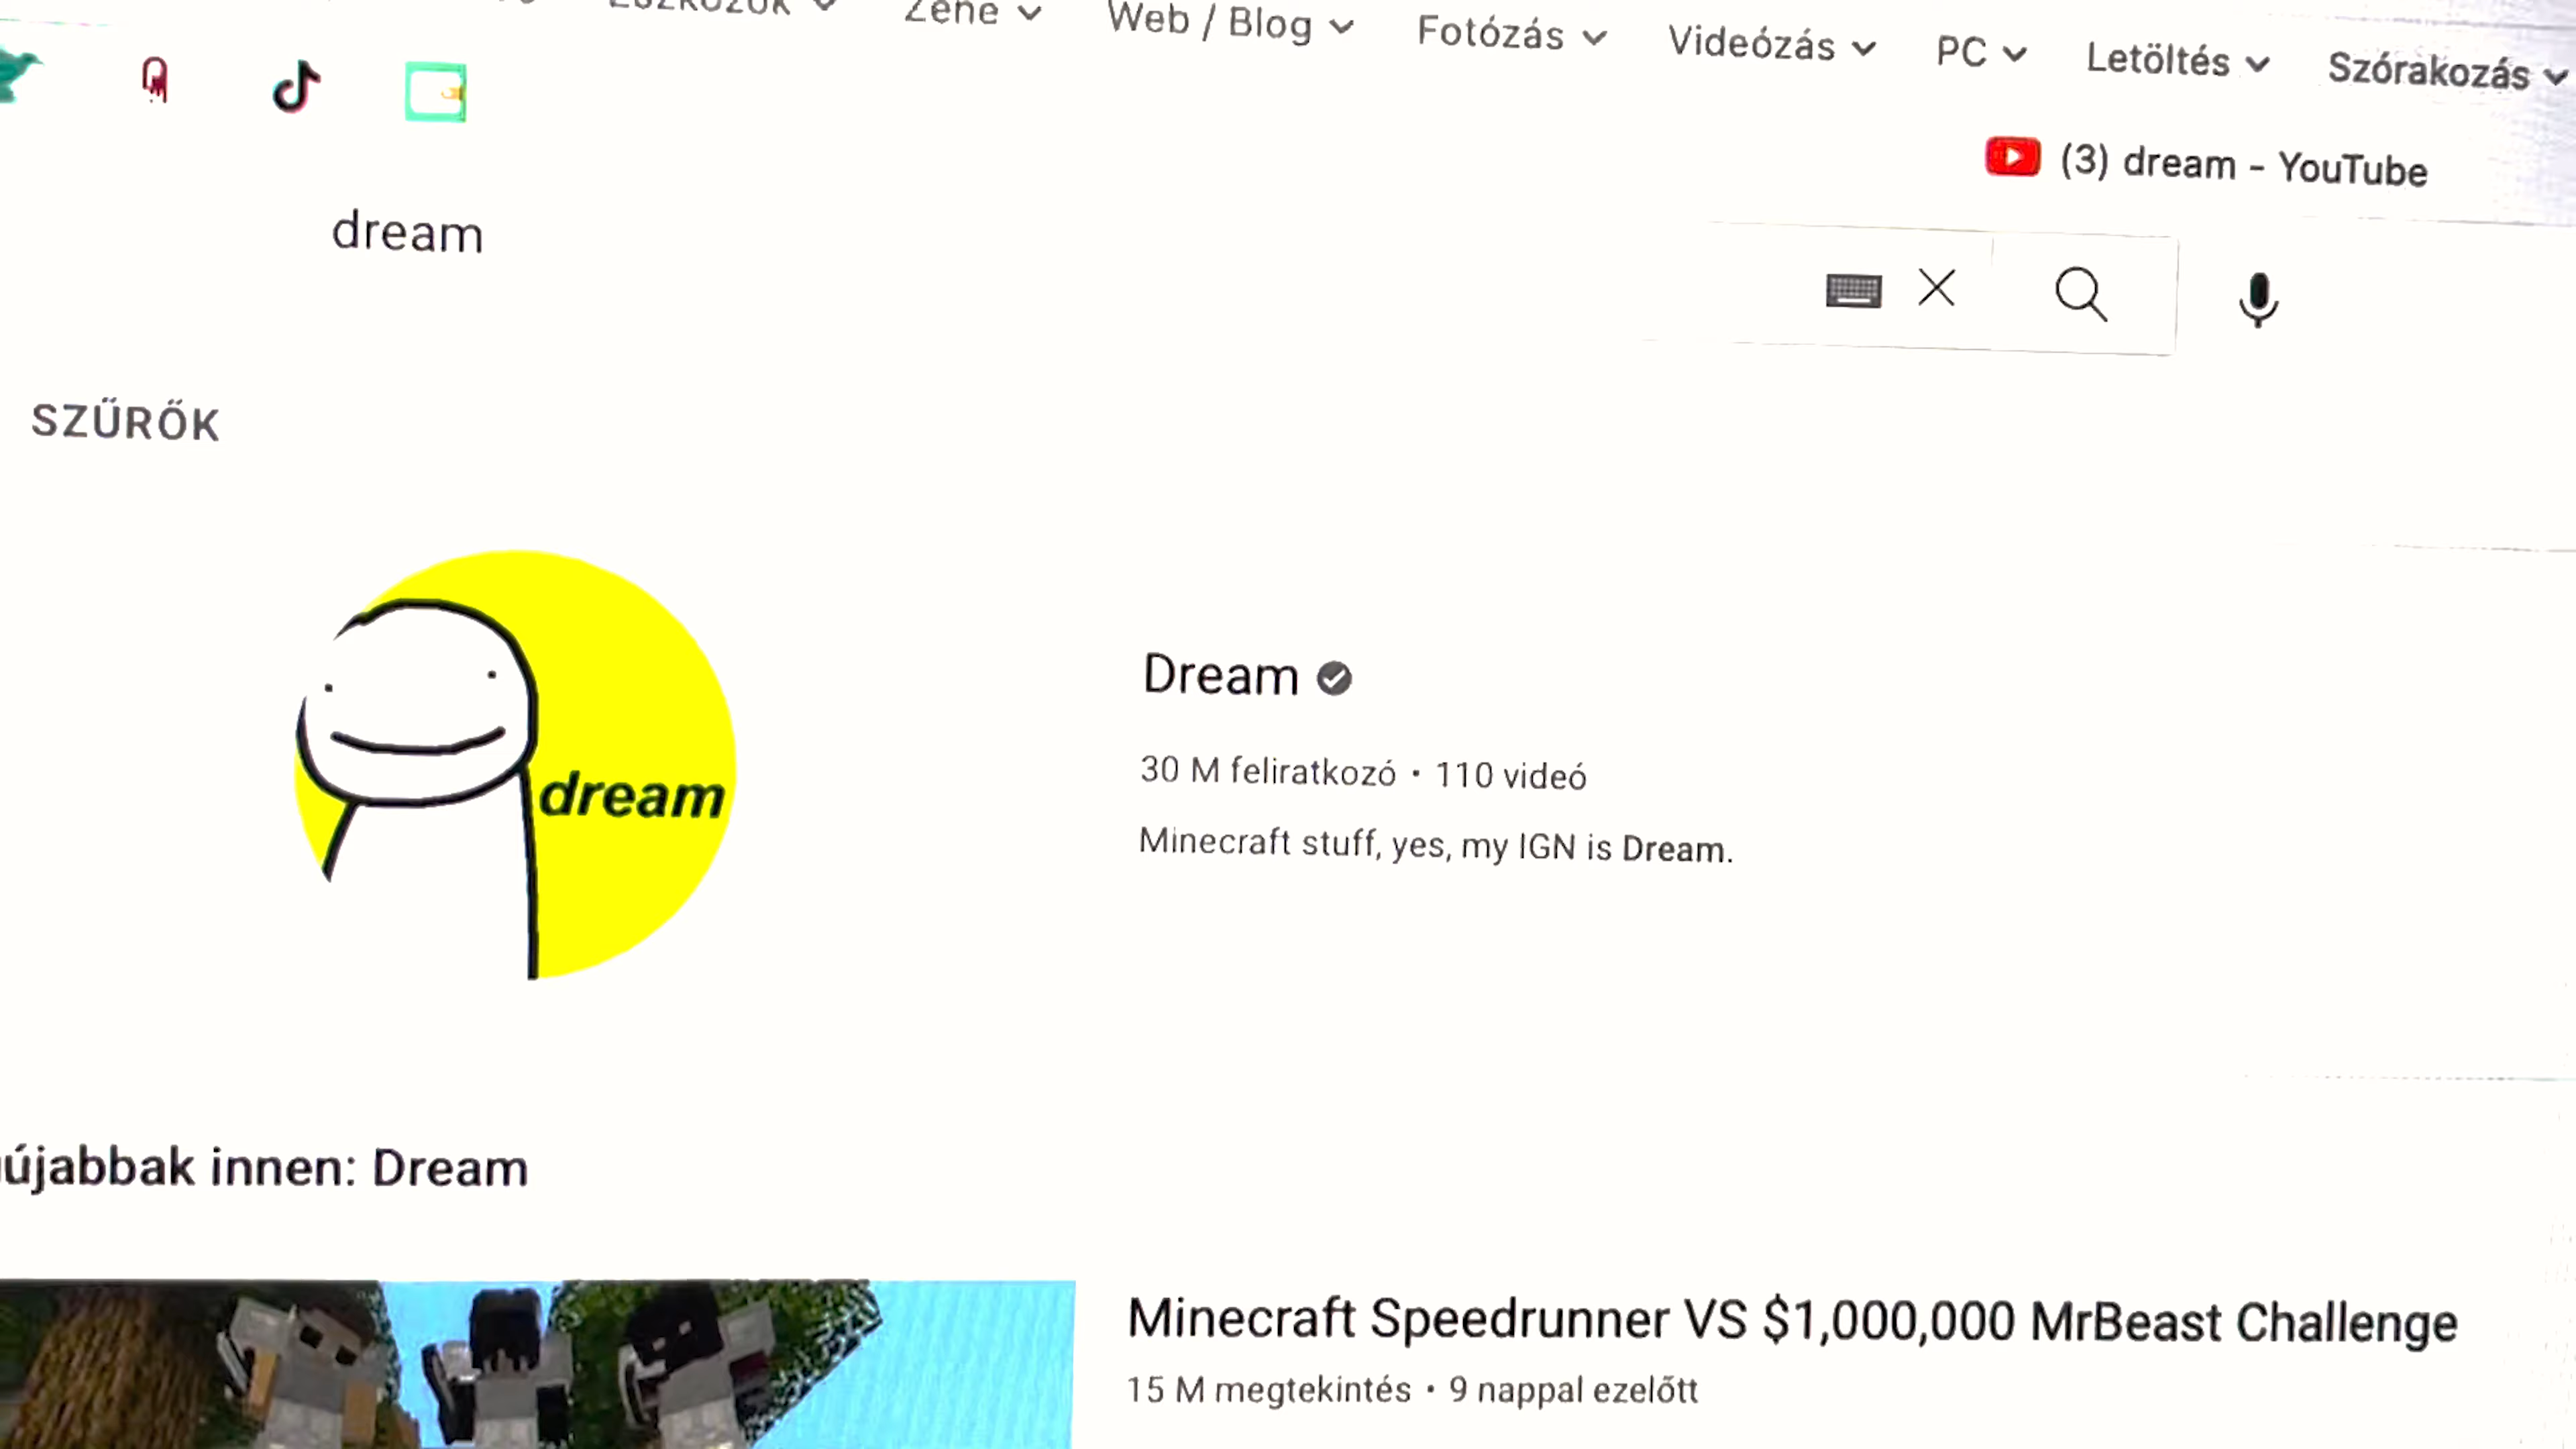 Zene
Web / Blog
Fotózás
Videózás
PC
Letöltés
Szórakozás
(3) dream - YouTube
dream
SZŰRŐK
dream
Dream
30 M feliratkozó • 110 videó
Minecraft stuff, yes, my IGN is Dream.
innen: Dream
Minecraft Speedrunner VS $1,000,000 MrBeast Challenge
15 M megtekintés • 9 nappal ezelőtt